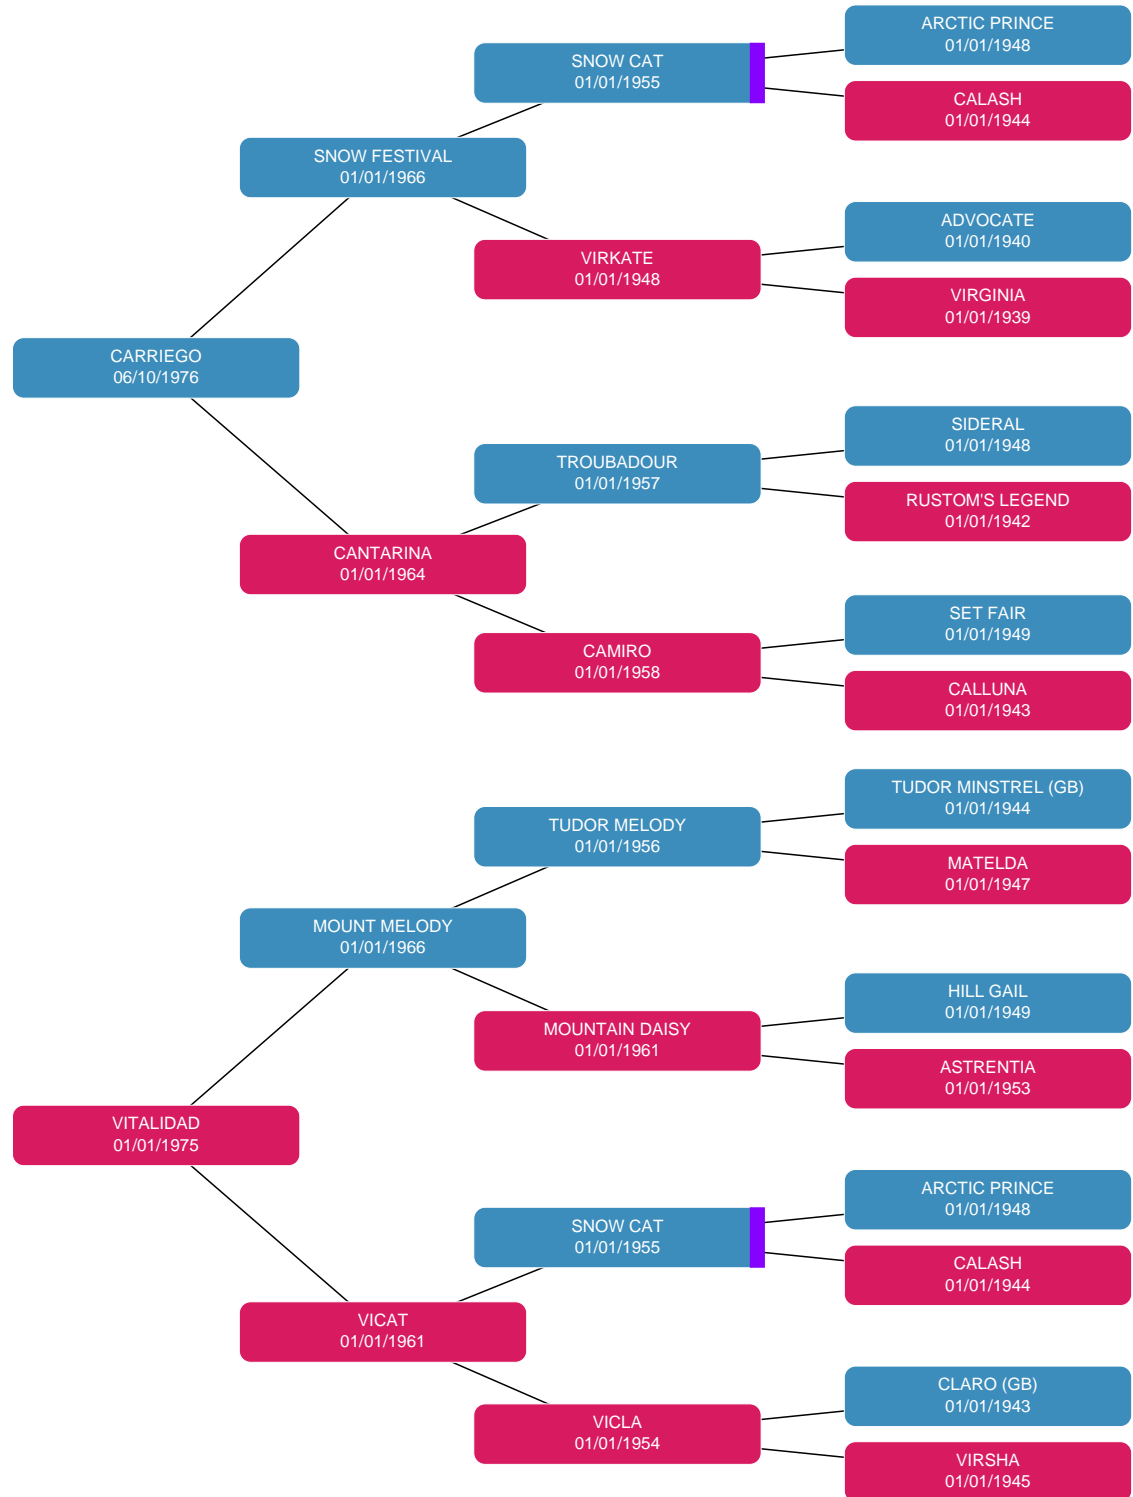 ARCTIC PRINCE
01/01/1948
SNOW CAT
01/01/1955
CALASH
01/01/1944
SNOW FESTIVAL
01/01/1966
ADVOCATE
01/01/1940
VIRKATE
01/01/1948
VIRGINIA
01/01/1939
CARRIEGO
06/10/1976
SIDERAL
01/01/1948
TROUBADOUR
01/01/1957
RUSTOM'S LEGEND
01/01/1942
CANTARINA
01/01/1964
SET FAIR
01/01/1949
CAMIRO
01/01/1958
CALLUNA
01/01/1943
TUDOR MINSTREL (GB)
01/01/1944
TUDOR MELODY
01/01/1956
MATELDA
01/01/1947
MOUNT MELODY
01/01/1966
HILL GAIL
01/01/1949
MOUNTAIN DAISY
01/01/1961
ASTRENTIA
01/01/1953
VITALIDAD
01/01/1975
ARCTIC PRINCE
01/01/1948
SNOW CAT
01/01/1955
CALASH
01/01/1944
VICAT
01/01/1961
CLARO (GB)
01/01/1943
VICLA
01/01/1954
VIRSHA
01/01/1945